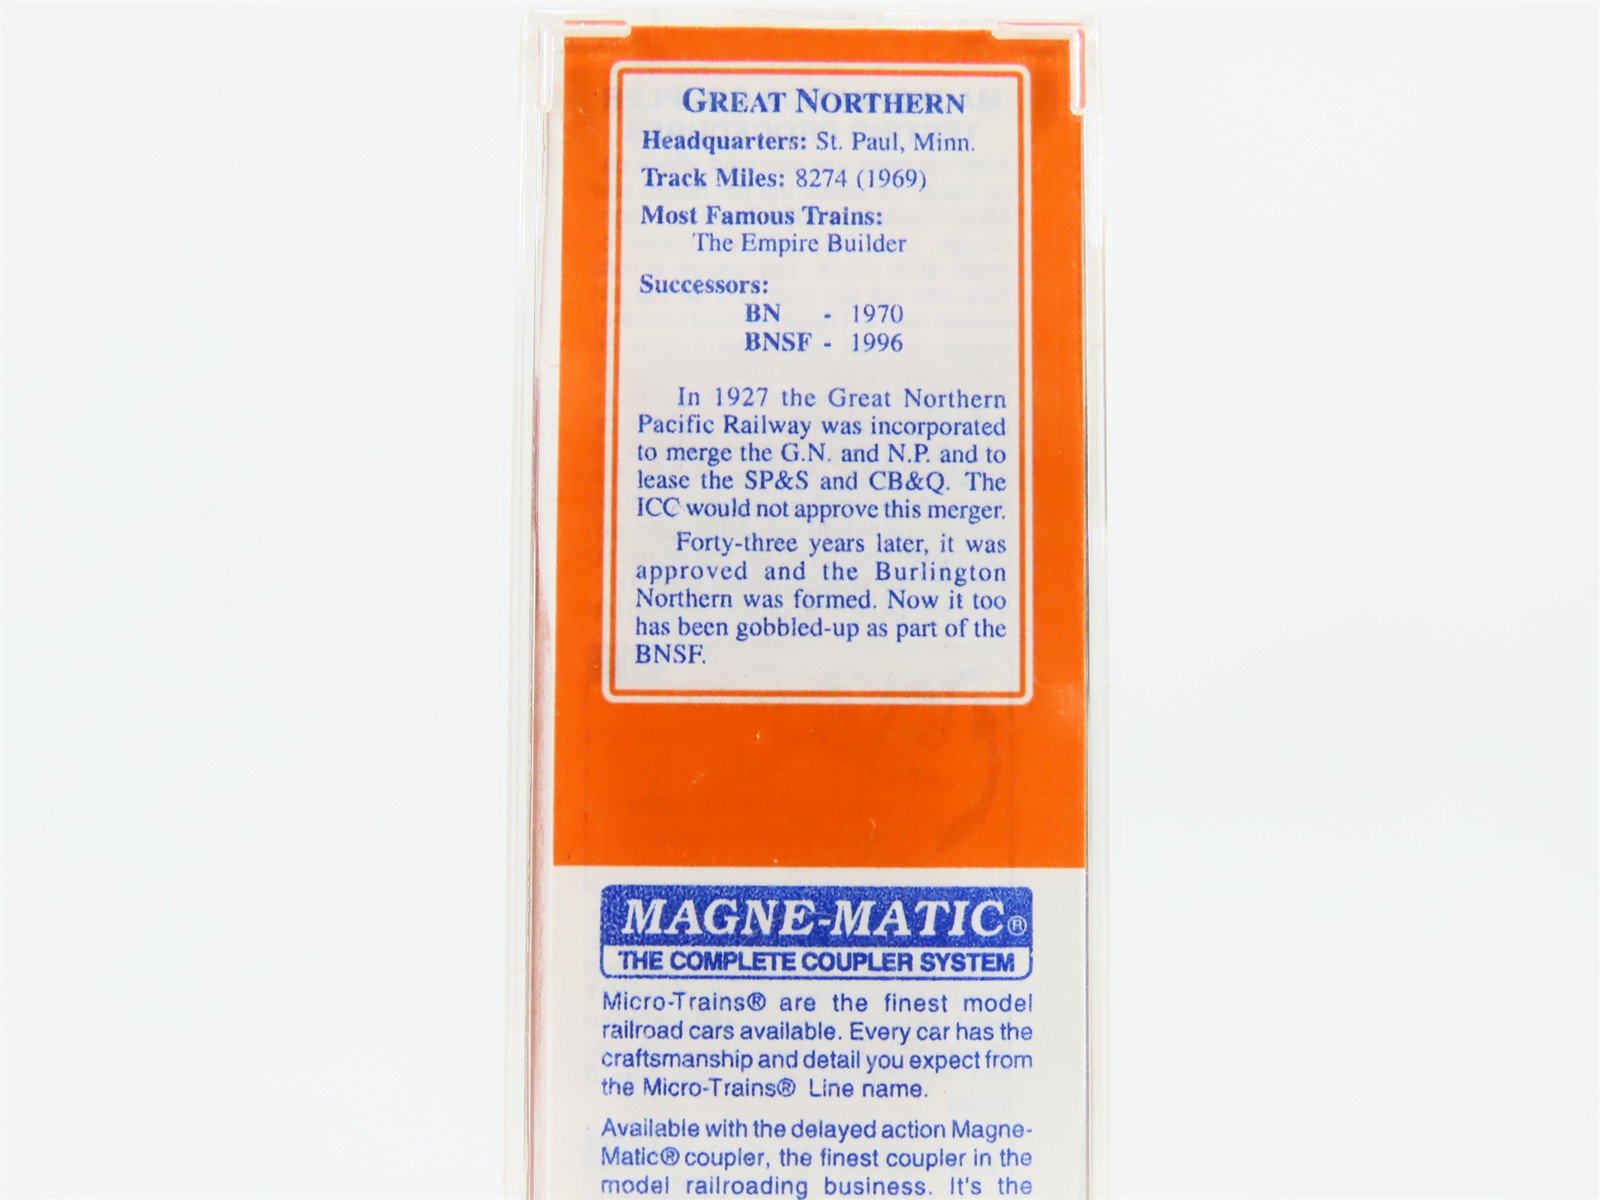 GREAT NORTHERN
Headquarters: St. Paul, Minn.
Track Miles: 8274 (1969)
Most Famous Trains:
The Empire Builder
Successors:
BN - 1970
BNSF - 1996
In 1927 the Great Northern
Pacific Railway was incorporated
to merge the G.N. and N.P. and to
lease the SP&S and CB&Q. The
ICC would not approve this merger.
Forty-three years later, it was
approved and the Burlington
Northern was formed. Now it too
has been gobbled-up as part of the
BNSF.
MAGNE-MATIC®
THE COMPLETE COUPLER SYSTEM
Micro-Trains® are the finest model
railroad cars available. Every car has the
craftsmanship and detail you expect from
the Micro-Trains® Line name.
Available with the delayed action Magne-
Matic® coupler, the finest coupler in the
model railroading business. It's the